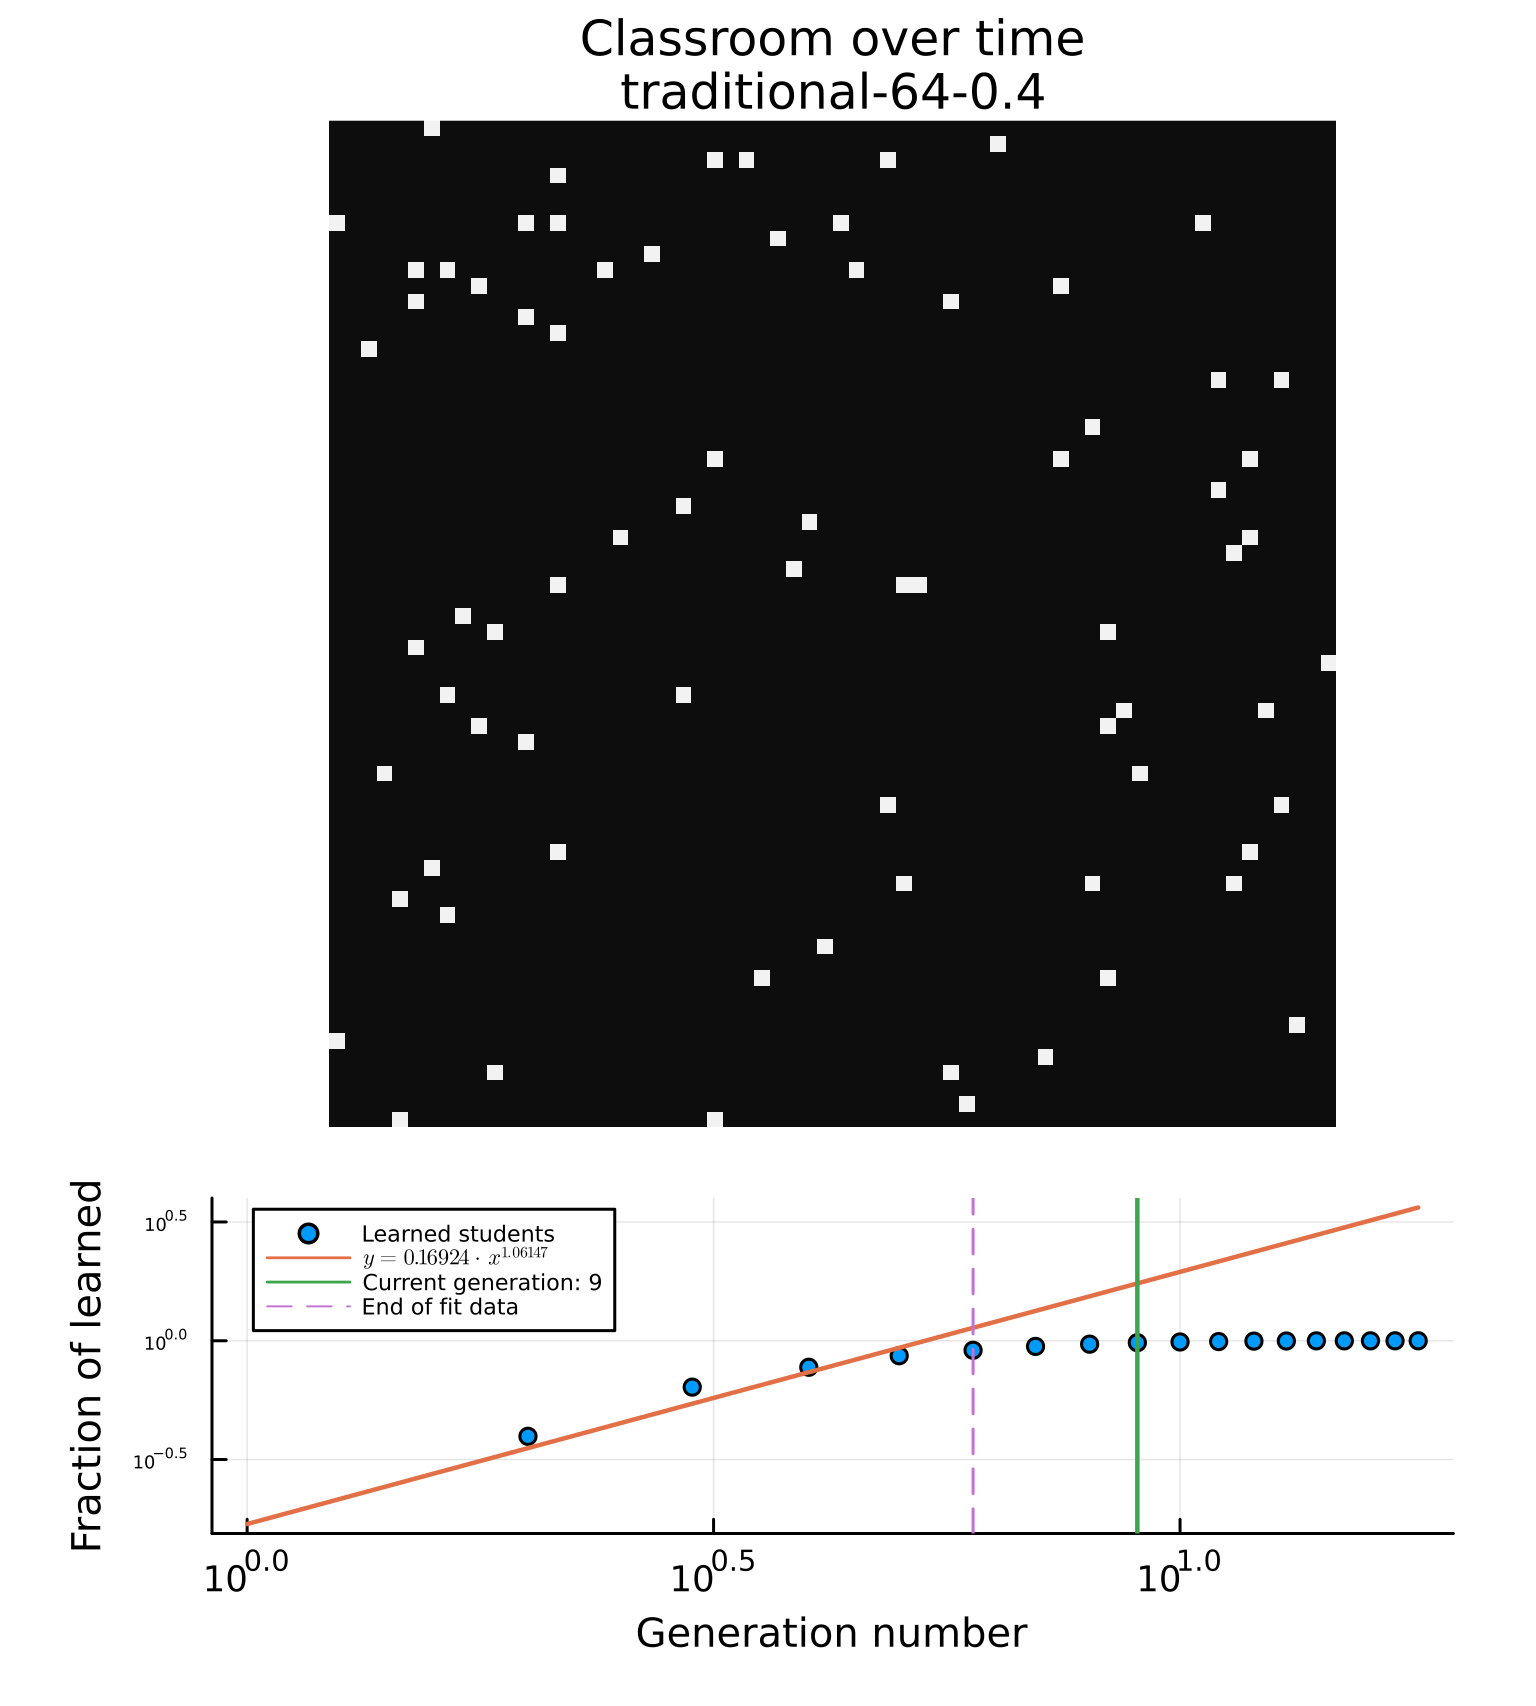 Classroom over time
traditional-64-0.4
Fraction of learned
10^0.5
10^0.0
10^−0.5
Learned students
y = 0.16924 · x^1.06147
Current generation: 9
End of fit data
10^0.0 10^0.5 10^1.0
Generation number